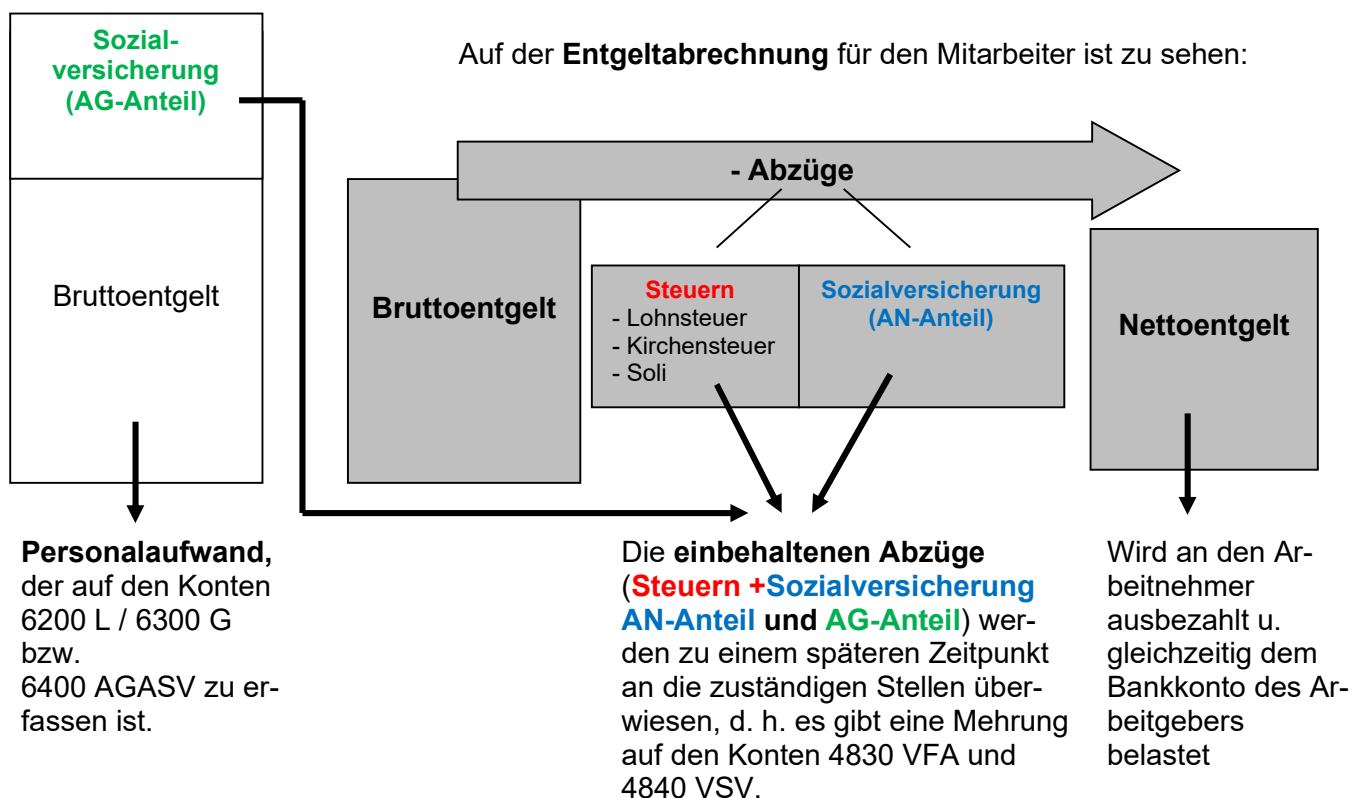 Sozial-
versicherung
(AG-Anteil)
Bruttoentgelt
Auf der Entgeltabrechnung für den Mitarbeiter ist zu sehen:
- Abzüge
Bruttoentgelt
Steuern
- Lohnsteuer
- Kirchensteuer
- Soli
Sozialversicherung
(AN-Anteil)
Nettoentgelt
Personalaufwand,
der auf den Konten
6200 L / 6300 G
bzw.
6400 AGASV zu er-
fassen ist.
Die einbehaltenen Abzüge
(Steuern +Sozialversicherung
AN-Anteil und AG-Anteil) wer-
den zu einem späteren Zeitpunkt
an die zuständigen Stellen über-
wiesen, d. h. es gibt eine Mehrung
auf den Konten 4830 VFA und
4840 VSV.
Wird an den Ar-
beitnehmer
ausbezahlt u.
gleichzeitig dem
Bankkonto des Ar-
beitgebers
belastet